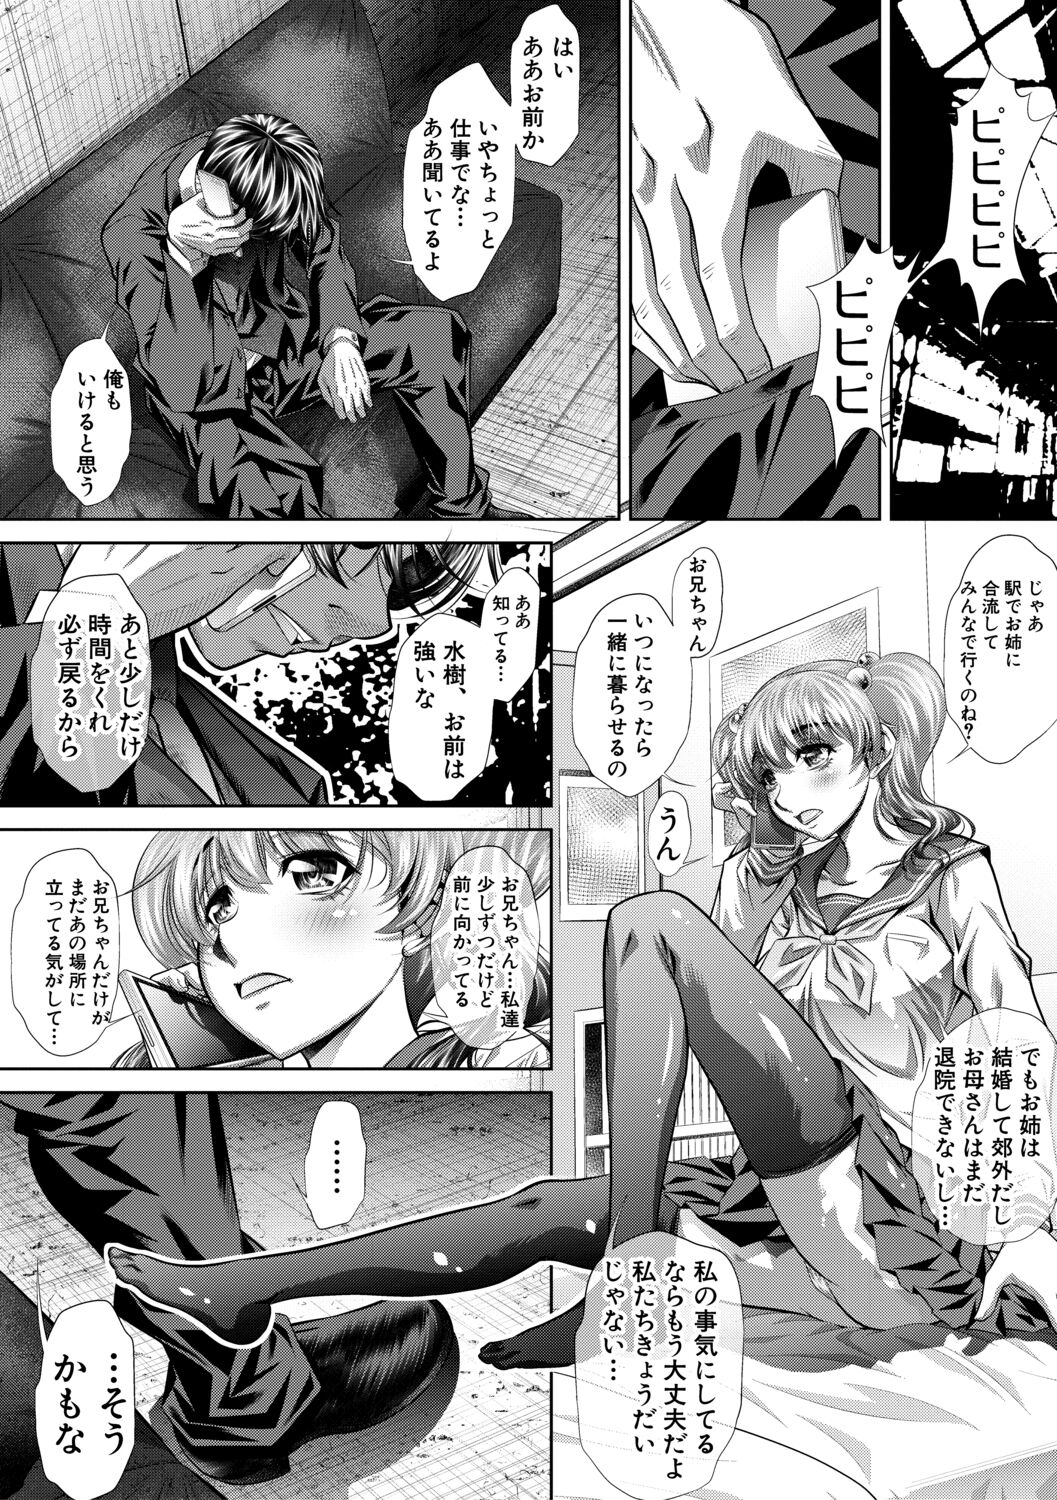 ピピピピ
ピピピ
はい
ああお前か
いやちょっと
仕事でな…
ああ聞いてるよ
俺も
いけると思う
じゃあ
駅でお姉に
合流して
みんなで行くのね？
お兄ちゃん
いつになったら
一緒に暮らせるの
うん
でもお姉は
結婚して郊外だし
お母さんはまだ
退院できないし…
私の事気にしてる
ならもう大丈夫だよ
私たちきょうだい
じゃない…
ああ
知ってる…
水樹、お前は
強いな
あと少しだけ
時間をくれ
必ず戻るから
お兄ちゃん…私達
少しずつだけど
前に向かってる
お兄ちゃんだけが
まだあの場所に
立ってる気がして…
……
…そう
かもな